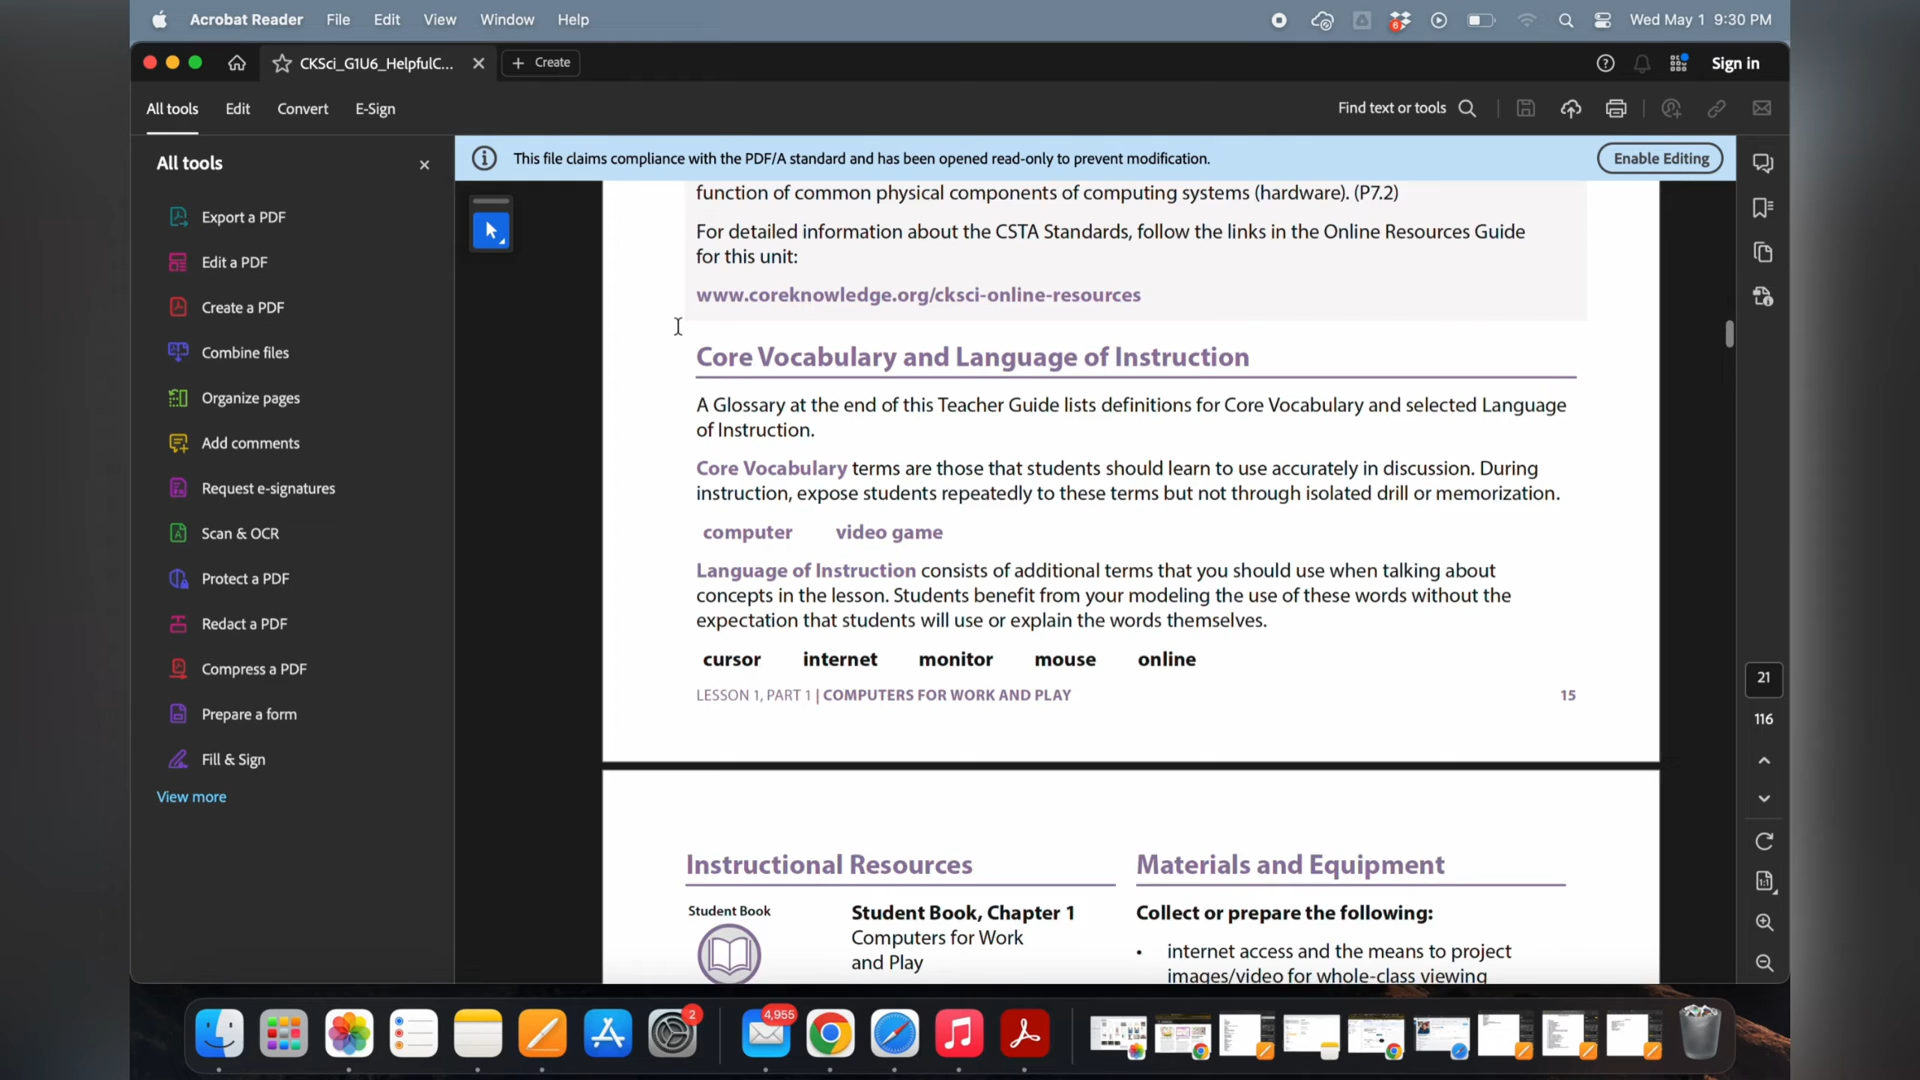 Acrobat Reader File Edit View Window Help
6
Wed May 1 9:30 PM
CKSci_G1U6_HelpfulC...
Create
Sign in
All tools Edit Convert E-Sign
Find text or tools
All tools
This file claims compliance with the PDF/A standard and has been opened read-only to prevent modification.
Enable Editing
Export a PDF
Edit a PDF
Create a PDF
Combine files
Organize pages
Add comments
Request e-signatures
Scan & OCR
Protect a PDF
Redact a PDF
Compress a PDF
Prepare a form
Fill & Sign
View more
function of common physical components of computing systems (hardware). (P7.2)
For detailed information about the CSTA Standards, follow the links in the Online Resources Guide
for this unit:
www.coreknowledge.org/cksci-online-resources
Core Vocabulary and Language of Instruction
A Glossary at the end of this Teacher Guide lists definitions for Core Vocabulary and selected Language
of Instruction.
Core Vocabulary terms are those that students should learn to use accurately in discussion. During
instruction, expose students repeatedly to these terms but not through isolated drill or memorization.
computer video game
Language of Instruction consists of additional terms that you should use when talking about
concepts in the lesson. Students benefit from your modeling the use of these words without the
expectation that students will use or explain the words themselves.
cursor internet monitor mouse online
LESSON 1, PART 1 | COMPUTERS FOR WORK AND PLAY 15
Instructional Resources
Student Book
Student Book, Chapter 1
Computers for Work
and Play
Materials and Equipment
Collect or prepare the following:
• internet access and the means to project
images/video for whole-class viewing
21
116
1:1
2
4,955